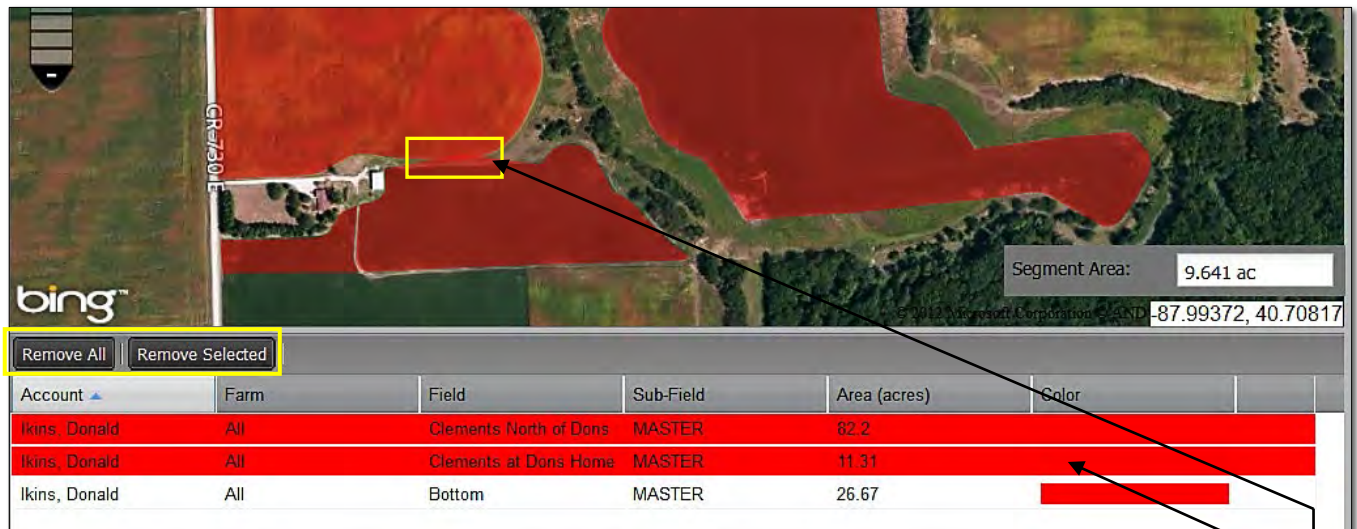 -
CR-730 E
Segment Area: 9.641 ac
bing™
© 2012 Microsoft Corporation © AND
-87.99372, 40.70817
Remove All | Remove Selected
Account Farm Field Sub-Field Area (acres) Color
Ikins, Donald All Clements North of Dons MASTER 82.2
Ikins, Donald All Clements at Dons Home MASTER 11.31
Ikins, Donald All Bottom MASTER 26.67